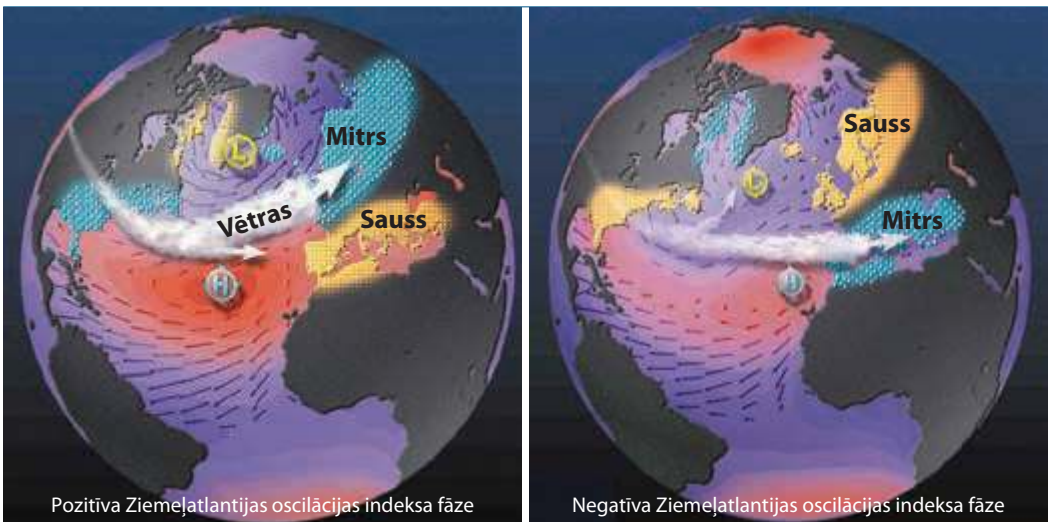 Mitrs
Vētras
Sauss
L
H
Pozitīva Ziemeļatlantijas oscilācijas indeksa fāze
Sauss
Mitrs
L
Negatīva Ziemeļatlantijas oscilācijas indeksa fāze